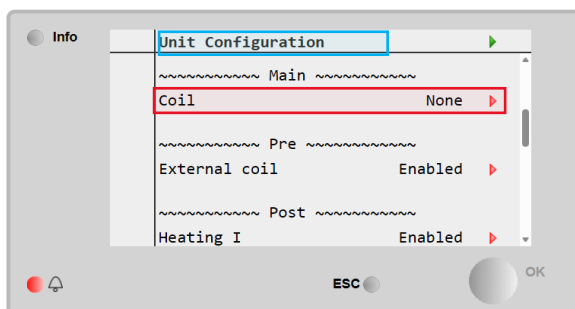 Info
Unit Configuration
~~~~~~~~~~~ Main ~~~~~~~~~~~
Coil None
~~~~~~~~~~~ Pre ~~~~~~~~~~~~
External coil Enabled
~~~~~~~~~~~ Post ~~~~~~~~~~~
Heating I Enabled
ESC
OK